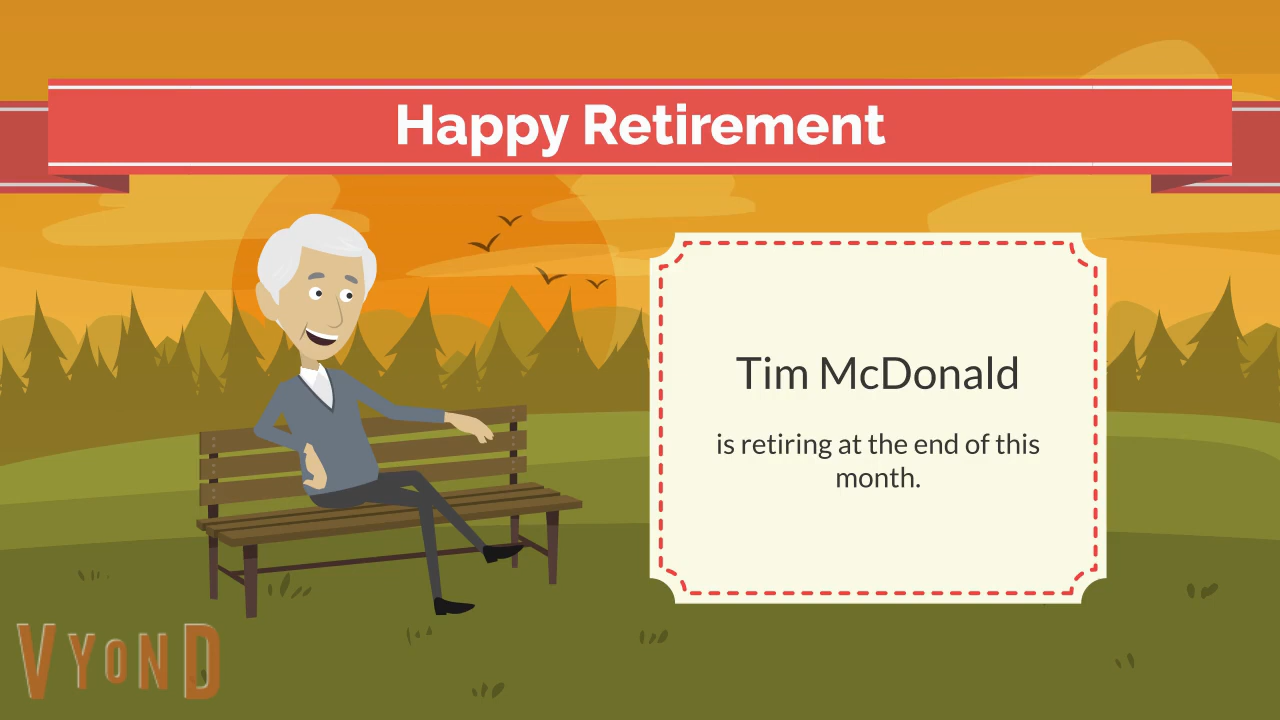 Happy Retirement
Tim McDonald
is retiring at the end of this
month.
VYOND